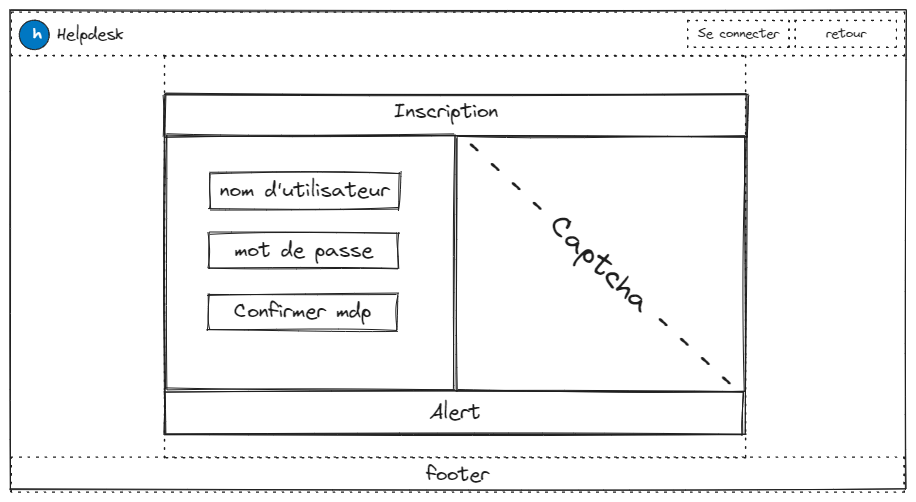 h Helpdesk
Se connecter
retour
Inscription
nom d'utilisateur
mot de passe
Confirmer mdp
Captcha
Alert
footer